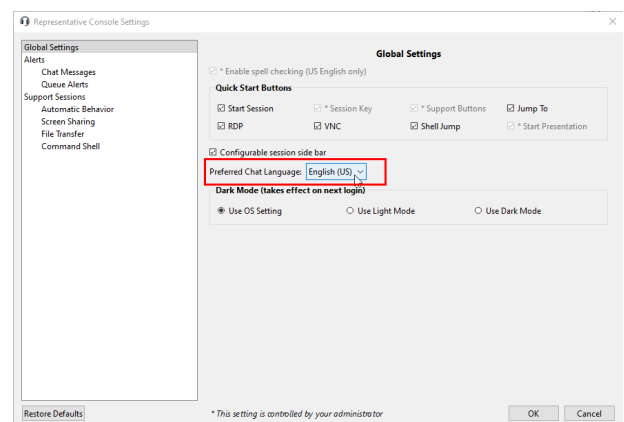 Representative Console Settings
Global Settings
Alerts
Chat Messages
Queue Alerts
Support Sessions
Automatic Behavior
Screen Sharing
File Transfer
Command Shell
Global Settings
* Enable spell checking (US English only)
Quick Start Buttons
Start Session * Session Key * Support Buttons Jump To
RDP VNC Shell Jump * Start Presentation
Configurable session side bar
Preferred Chat Language: English (US)
Dark Mode (takes effect on next login)
Use OS Setting Use Light Mode Use Dark Mode
Restore Defaults * This setting is controlled by your administrator OK Cancel